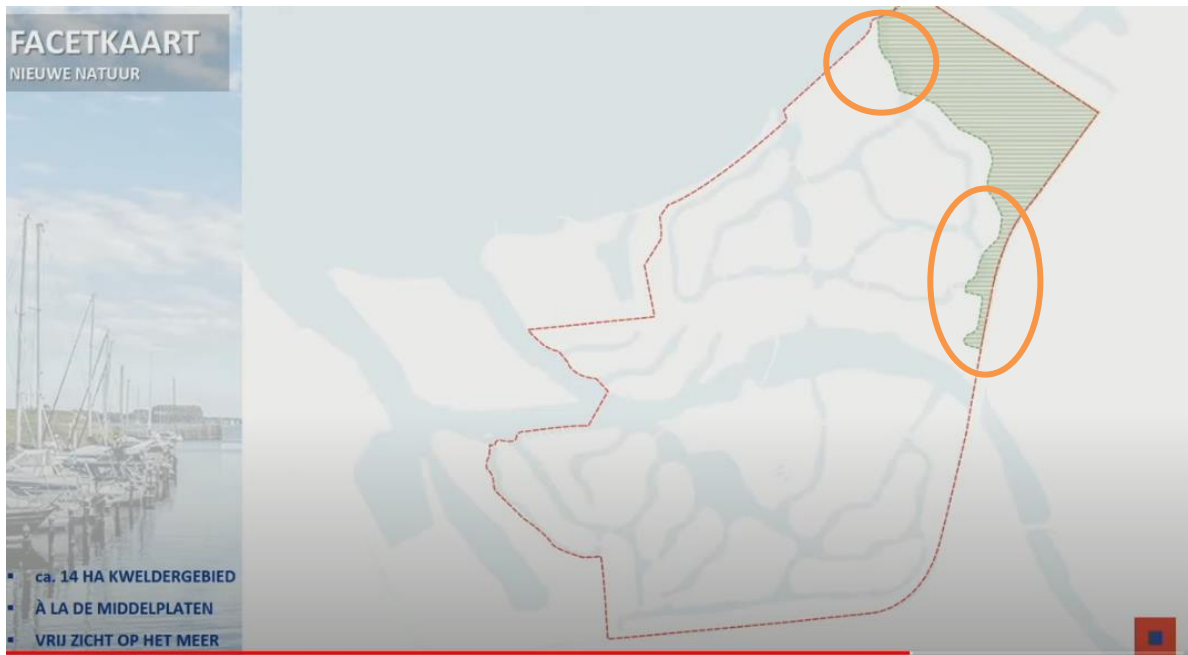 FACETKAART
NIEUWE NATUUR
▪ ca. 14 HA KWELDERGEBIED
▪ À LA DE MIDDELPLATEN
▪ VRIJ ZICHT OP HET MEER